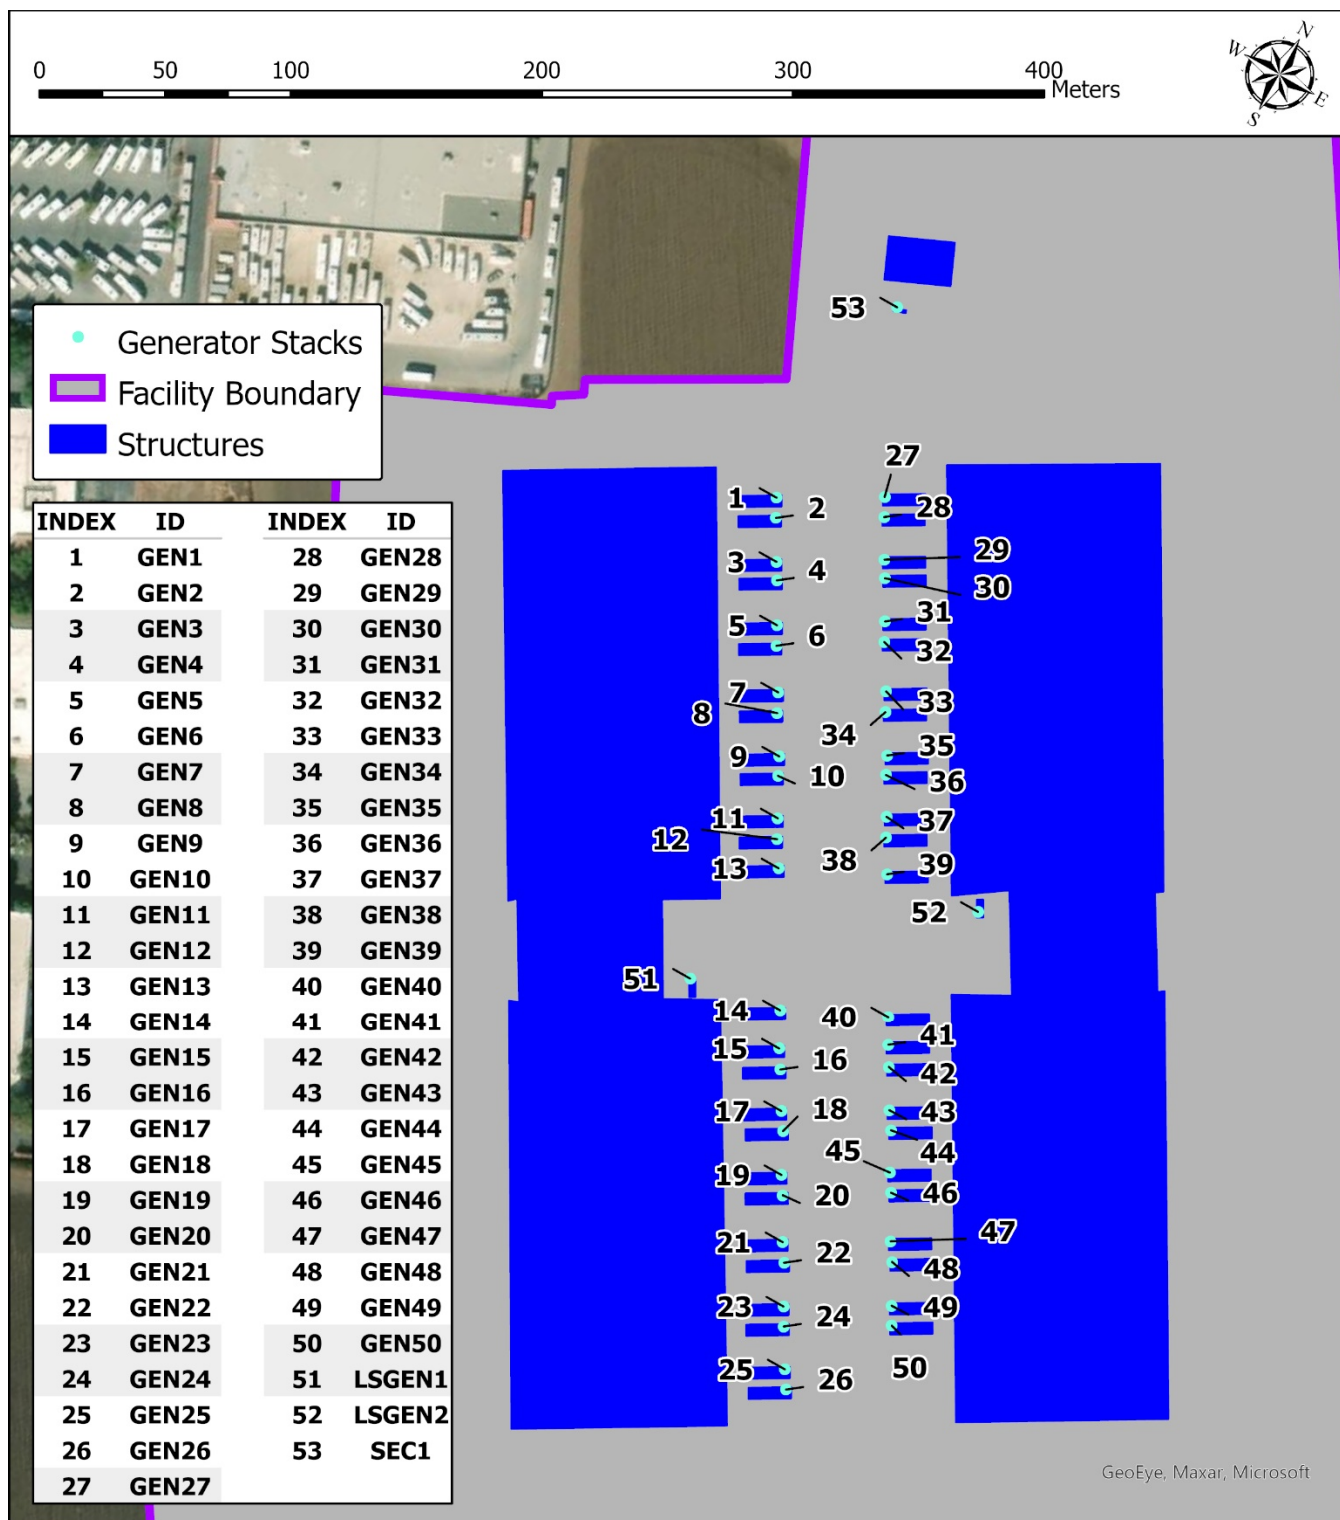 N
W
E
S
0 50 100 200 300 400
Meters
53
Generator Stacks
Facility Boundary
Structures
27
1 2 28
3 4 29
30
5 6 31
32
7 33
8 34
9 35
10 36
11 37
12 38
13 39
52
51
14 40
15 16 41
42
17 18 43
44
45
19 20 46
21 22 47
48
23 24 49
50
25 26
INDEX ID INDEX ID
1 GEN1 28 GEN28
2 GEN2 29 GEN29
3 GEN3 30 GEN30
4 GEN4 31 GEN31
5 GEN5 32 GEN32
6 GEN6 33 GEN33
7 GEN7 34 GEN34
8 GEN8 35 GEN35
9 GEN9 36 GEN36
10 GEN10 37 GEN37
11 GEN11 38 GEN38
12 GEN12 39 GEN39
13 GEN13 40 GEN40
14 GEN14 41 GEN41
15 GEN15 42 GEN42
16 GEN16 43 GEN43
17 GEN17 44 GEN44
18 GEN18 45 GEN45
19 GEN19 46 GEN46
20 GEN20 47 GEN47
21 GEN21 48 GEN48
22 GEN22 49 GEN49
23 GEN23 50 GEN50
24 GEN24 51 LSGEN1
25 GEN25 52 LSGEN2
26 GEN26 53 SEC1
27 GEN27
GeoEye, Maxar, Microsoft